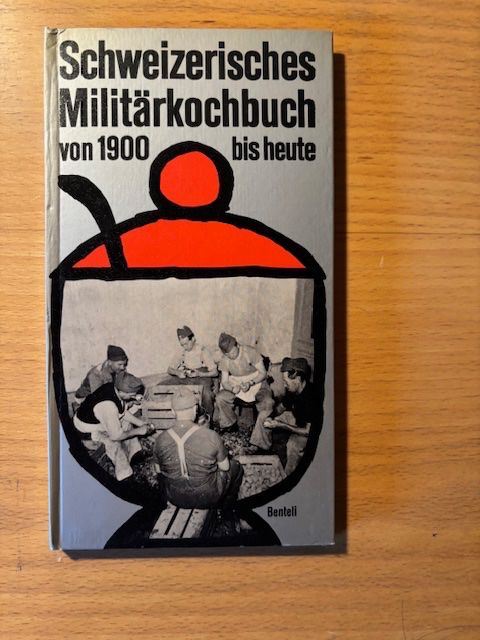 Schweizerisches
Militärkochbuch
von 1900 bis heute
Benteli